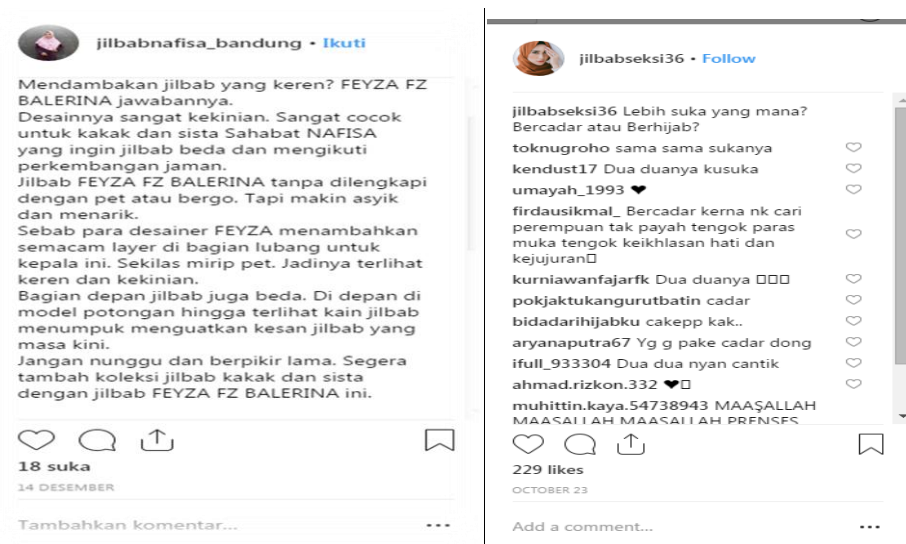 jilbabnafisa_bandung • Ikuti
Mendambakan jilbab yang keren? FEYZA FZ
BALERINA jawabannya.
Desainnya sangat kekinian. Sangat cocok
untuk kakak dan sista Sahabat NAFISA
yang ingin jilbab beda dan mengikuti
perkembangan jaman.
Jilbab FEYZA FZ BALERINA tanpa dilengkapi
dengan pet atau bergo. Tapi makin asyik
dan menarik.
Sebab para desainer FEYZA menambahkan
semacam layer di bagian lubang untuk
kepala ini. Sekilas mirip pet. Jadinya terlihat
keren dan kekinian.
Bagian depan jilbab juga beda. Di depan di
model potongan hingga terlihat kain jilbab
menumpuk menguatkan kesan jilbab yang
masa kini.
Jangan nunggu dan berpikir lama. Segera
tambah koleksi jilbab kakak dan sista
dengan jilbab FEYZA FZ BALERINA ini.
18 suka
14 DESEMBER
Tambahkan komentar...
jilbabseksi36 • Follow
jilbabseksi36 Lebih suka yang mana?
Bercadar atau Berhijab?
toknugroho sama sama sukanya
kendust17 Dua duanya kusuka
umayah_1993 ❤
firdausikmal_ Bercadar kerna nk cari
perempuan tak payah tengok paras
muka tengok keikhlasan hati dan
kejujuran
kurniawanfajarfk Dua duanya
pokjaktukangurutbatin cadar
bidadarihijabku cakepp kak..
aryanaputra67 Yg g pake cadar dong
ifull_933304 Dua dua nyan cantik
ahmad.rizkon.332 ❤
muhittin.kaya.54738943 MAAŞALLAH
MAASALLAH MAASALLAH PRENSES
229 likes
OCTOBER 23
Add a comment...